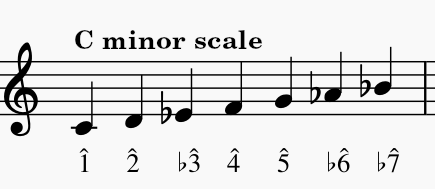 C minor scale
1̂ 2̂ ♭3̂ 4̂ 5̂ ♭6̂ ♭7̂